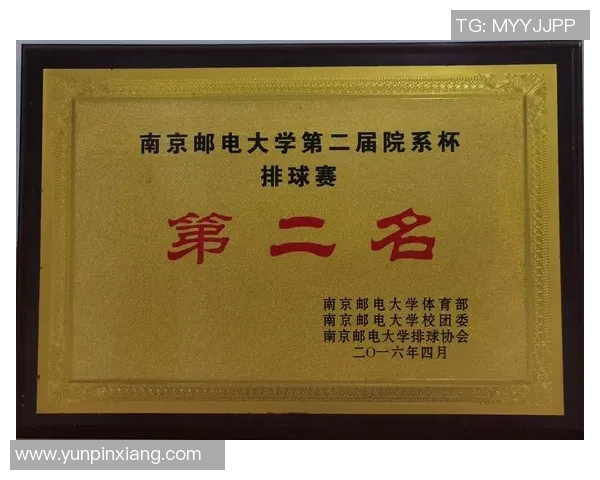 TG: MYYJJPP
南京邮电大学第二届院系杯
排球赛
第二名
南京邮电大学体育部
南京邮电大学校团委
南京邮电大学排球协会
二〇一六年四月
www.yunpinxiang.com